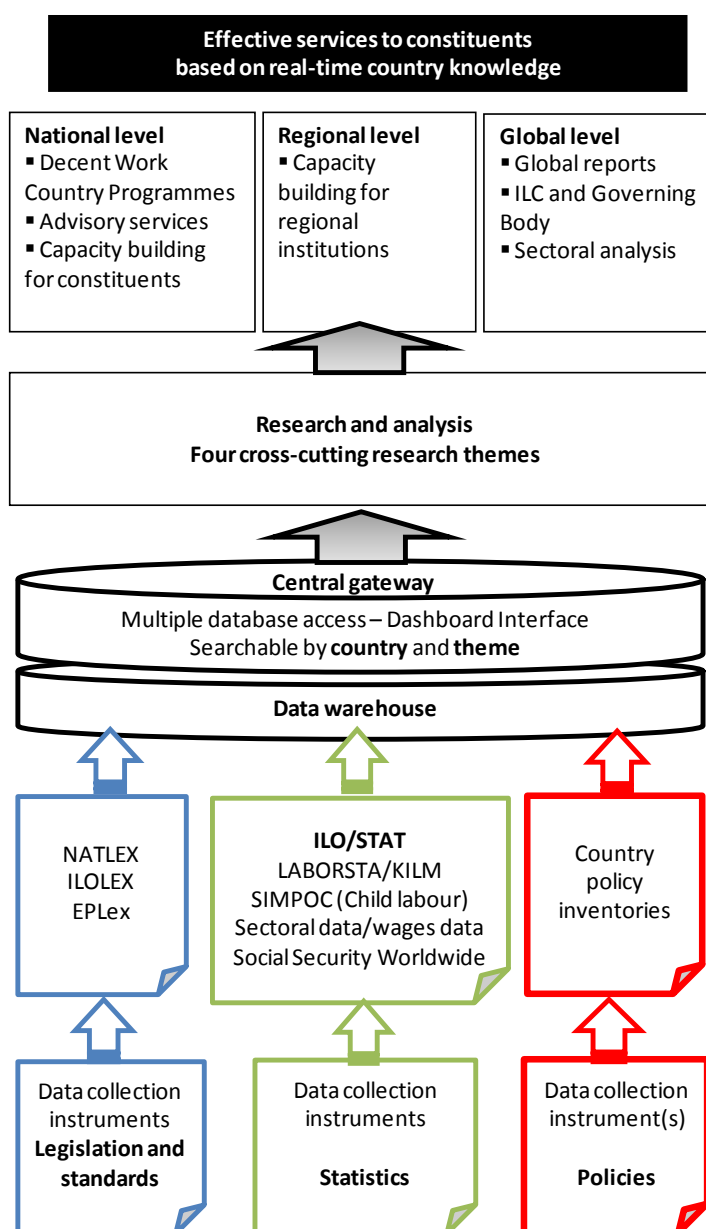 Effective services to constituents
based on real-time country knowledge
National level
▪ Decent Work
Country Programmes
▪ Advisory services
▪ Capacity building
for constituents
Regional level
▪ Capacity
building for
regional
institutions
Global level
▪ Global reports
▪ ILC and Governing
Body
▪ Sectoral analysis
Research and analysis
Four cross-cutting research themes
Central gateway
Multiple database access – Dashboard Interface
Searchable by country and theme
Data warehouse
NATLEX
ILOLEX
EPLex
ILO/STAT
LABORSTA/KILM
SIMPOC (Child labour)
Sectoral data/wages data
Social Security Worldwide
Country
policy
inventories
Data collection
instruments
Legislation and
standards
Data collection
instruments
Statistics
Data collection
instrument(s)
Policies